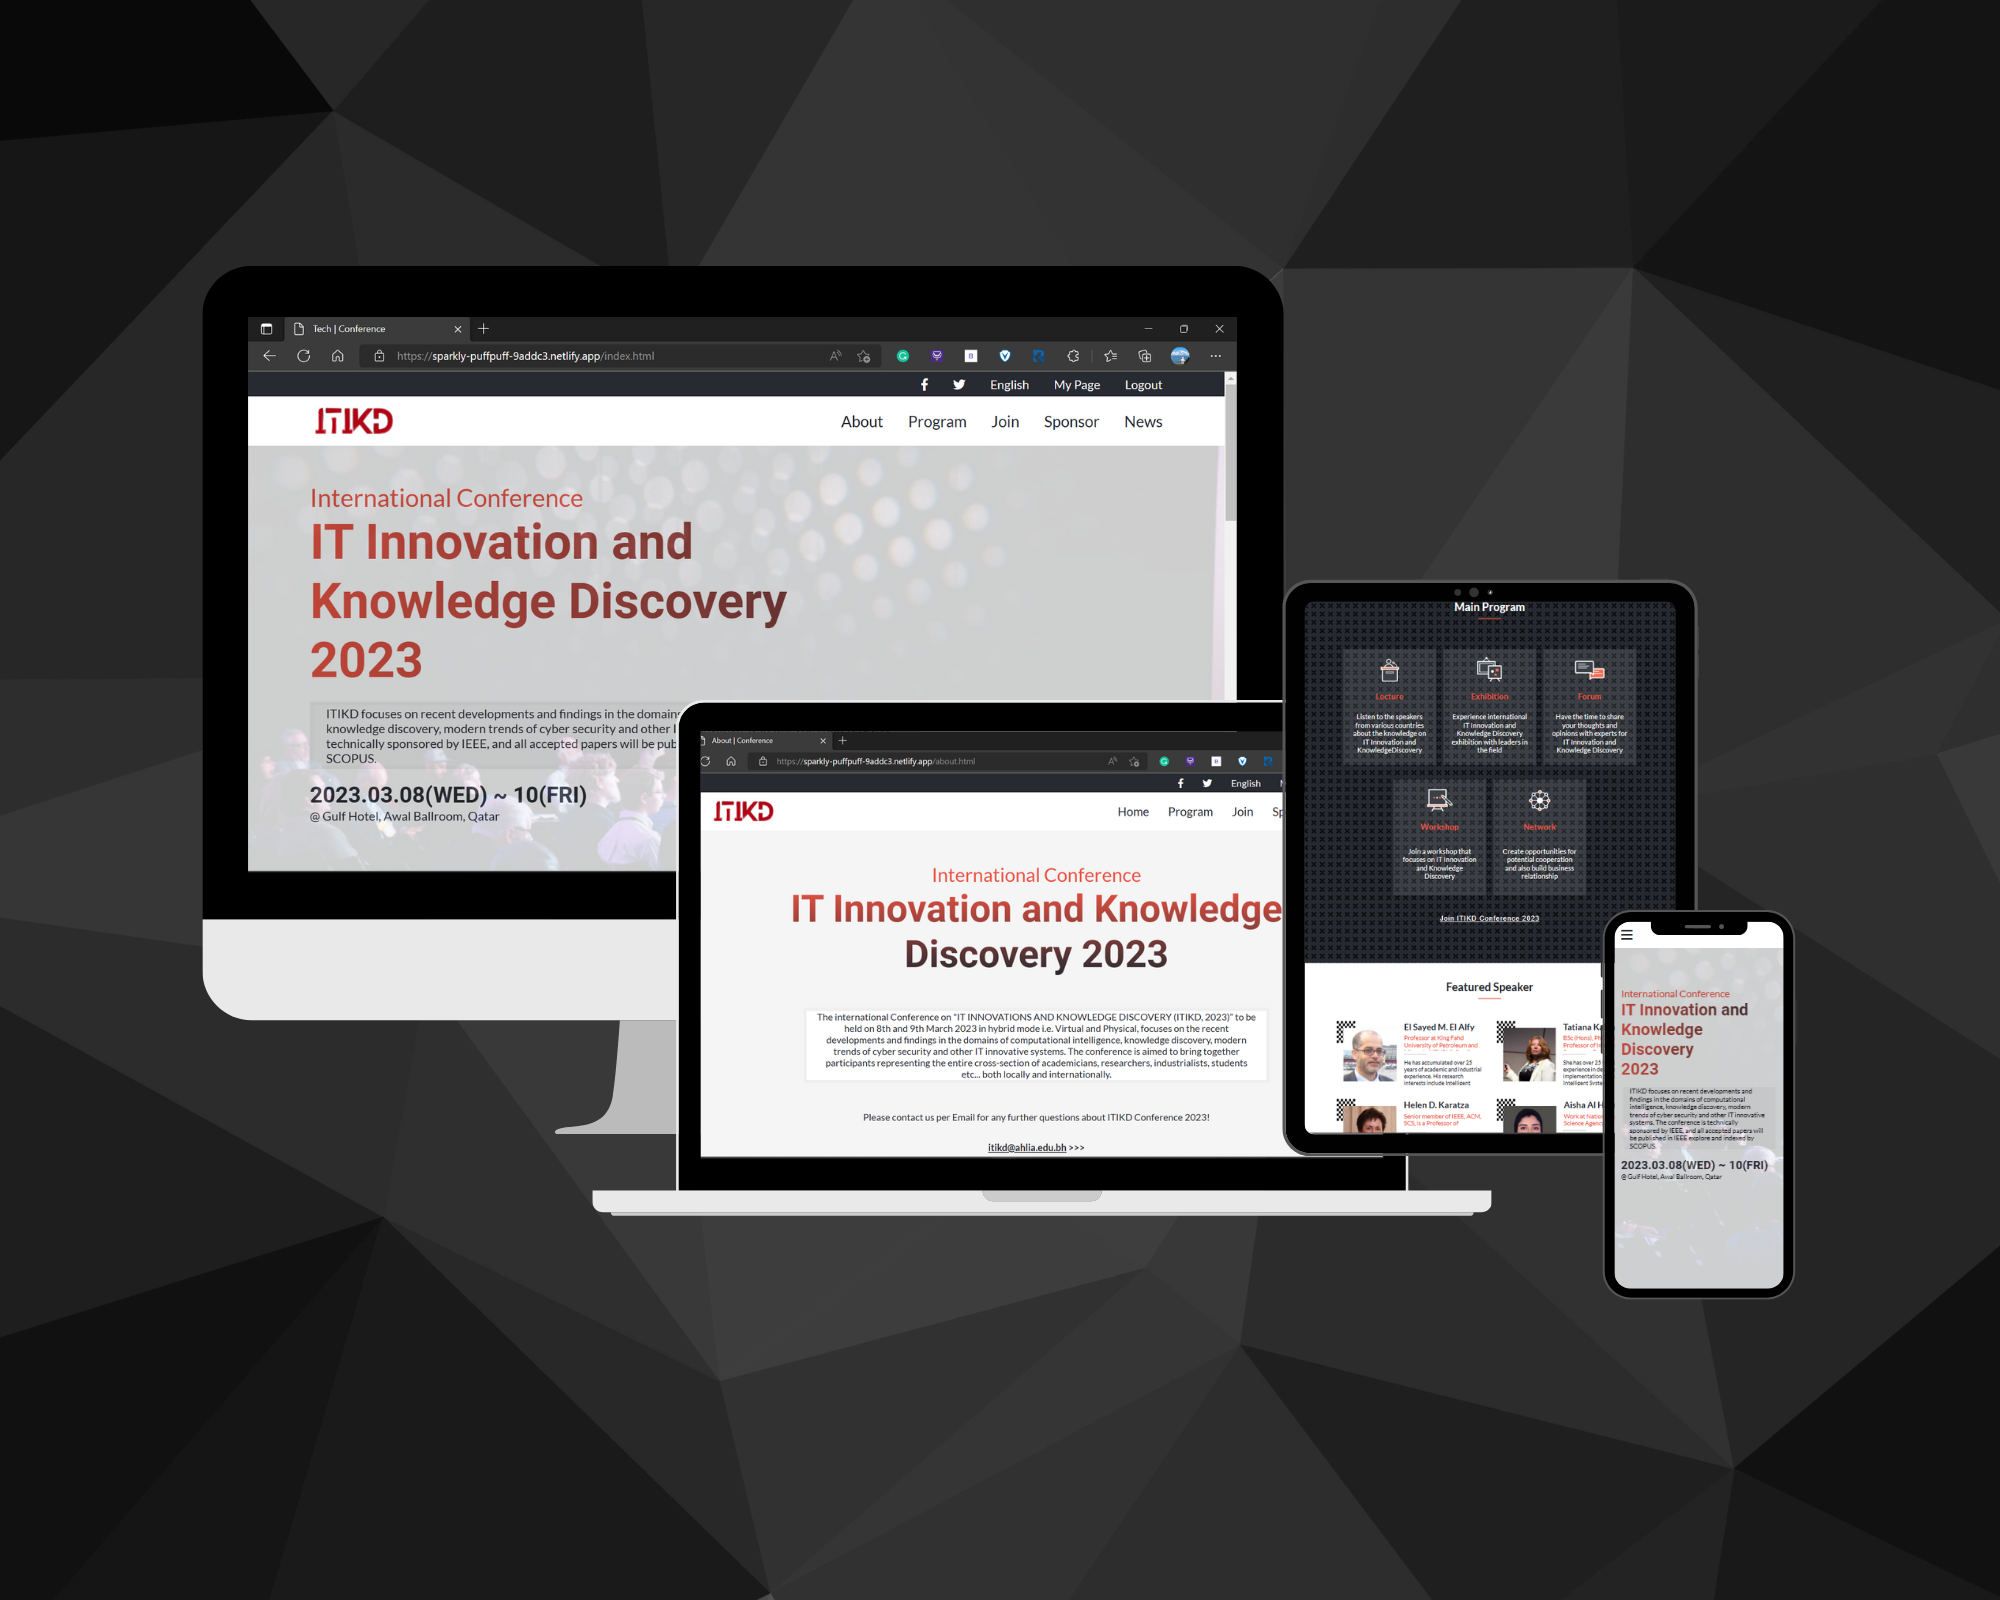 Tech | Conference
https://sparkly-puffpuff-9addc3.netlify.app/index.html
English My Page Logout
ITIKD
About Program Join Sponsor News
International Conference
IT Innovation and
Knowledge Discovery
2023
ITIKD focuses on recent developments and findings in the domain
knowledge discovery, modern trends of cyber security and other
technically sponsored by IEEE, and all accepted papers will be pub
SCOPUS.
2023.03.08(WED) ~ 10(FRI)
@ Gulf Hotel, Awal Ballroom, Qatar
About | Conference
https://sparkly-puffpuff-9addc3.netlify.app/about.html
English
ITIKD
Home Program Join Sp
International Conference
IT Innovation and Knowledge
Discovery 2023
The international Conference on "IT INNOVATIONS AND KNOWLEDGE DISCOVERY (ITIKD, 2023)" to be
held on 8th and 9th March 2023 in hybrid mode i.e. Virtual and Physical, focuses on the recent
developments and findings in the domains of computational intelligence, knowledge discovery, modern
trends of cyber security and other IT innovative systems. The conference is aimed to bring together
participants representing the entire cross-section of academicians, researchers, industrialists, students
etc... both locally and internationally.
Please contact us per Email for any further questions about ITIKD Conference 2023!
itikd@ahlia.edu.bh >>>
Main Program
Lecture
Listen to the speakers
from various countries
about the knowledge on
IT Innovation and
KnowledgeDiscovery
Exhibition
Experience international
IT Innovation and
Knowledge Discovery
exhibition with leaders in
the field
Forum
Have the time to share
your thoughts and
opinions with experts for
IT Innovation and
Knowledge Discovery
Workshop
Join a workshop that
focuses on IT Innovation
and Knowledge
Discovery
Network
Create opportunities for
potential cooperation
and also build business
relationship
Join ITIKD Conference 2023
Featured Speaker
El Sayed M. El Alfy
Professor at King Fahd
University of Petroleum and
He has accumulated over 25
years of academic and industrial
experience. His research
interests include Intelligent
Tatiana Ka
BSc (Hons), Ph
Professor of In
She has over 25
experience in de
implementation
Intelligent Syste
Helen D. Karatza
Senior member of IEEE, ACM,
SCS, is a Professor of
Aisha Al H
Work at Natio
Science Agenc
International Conference
IT Innovation and
Knowledge
Discovery
2023
ITIKD focuses on recent developments and
findings in the domains of computational
intelligence, knowledge discovery, modern
trends of cyber security and other IT innovative
systems. The conference is technically
sponsored by IEEE, and all accepted papers will
be published in IEEE explore and indexed by
SCOPUS.
2023.03.08(WED) ~ 10(FRI)
@ Gulf Hotel, Awal Ballroom, Qatar